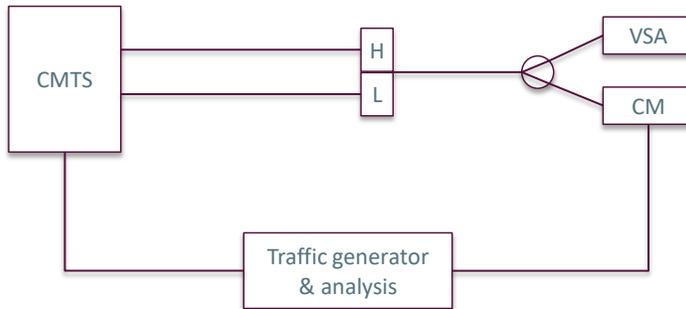 CMTS
H
L
VSA
CM
Traffic generator
& analysis